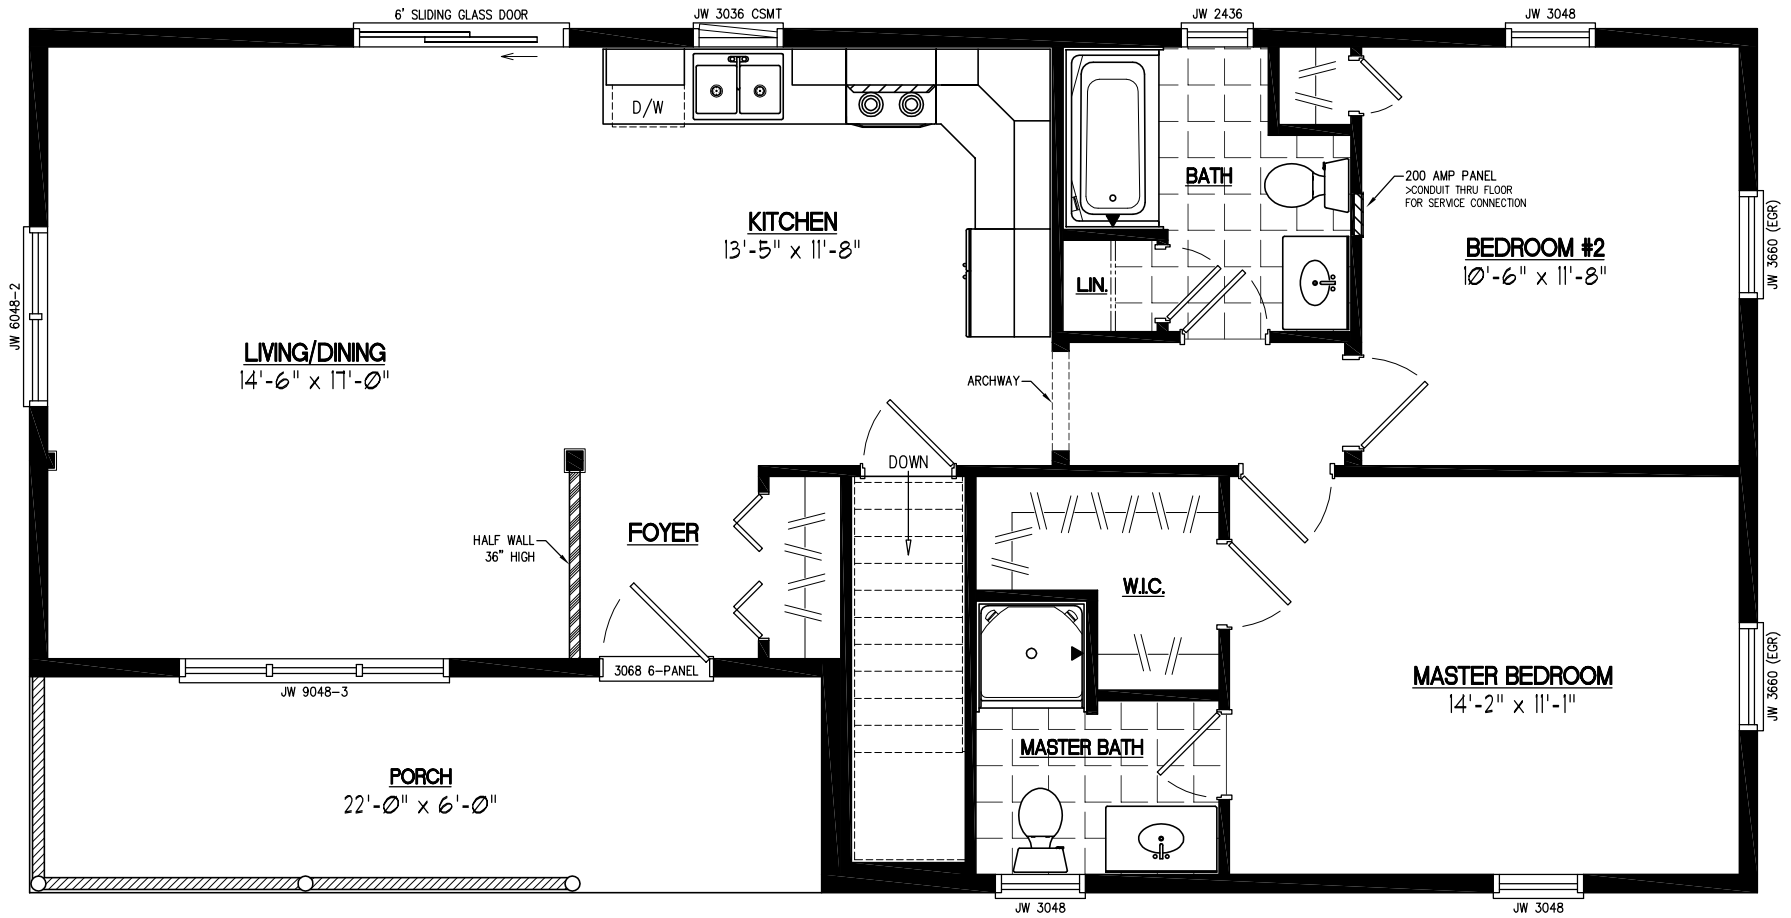 6' SLIDING GLASS DOOR
JW 3036 CSMT
JW 2436
JW 3048
D/W
BATH
200 AMP PANEL
>CONDUIT THRU FLOOR
FOR SERVICE CONNECTION
KITCHEN
13'-5" x 11'-8"
BEDROOM #2
10'-6" x 11'-8"
JW 3660 (EGR)
LIN.
JW 6048-2
LIVING/DINING
14'-6" x 17'-0"
ARCHWAY
DOWN
FOYER
HALF WALL
36" HIGH
W.I.C.
3068 6-PANEL
JW 9048-3
MASTER BEDROOM
14'-2" x 11'-1"
JW 3660 (EGR)
MASTER BATH
PORCH
22'-0" x 6'-0"
JW 3048
JW 3048